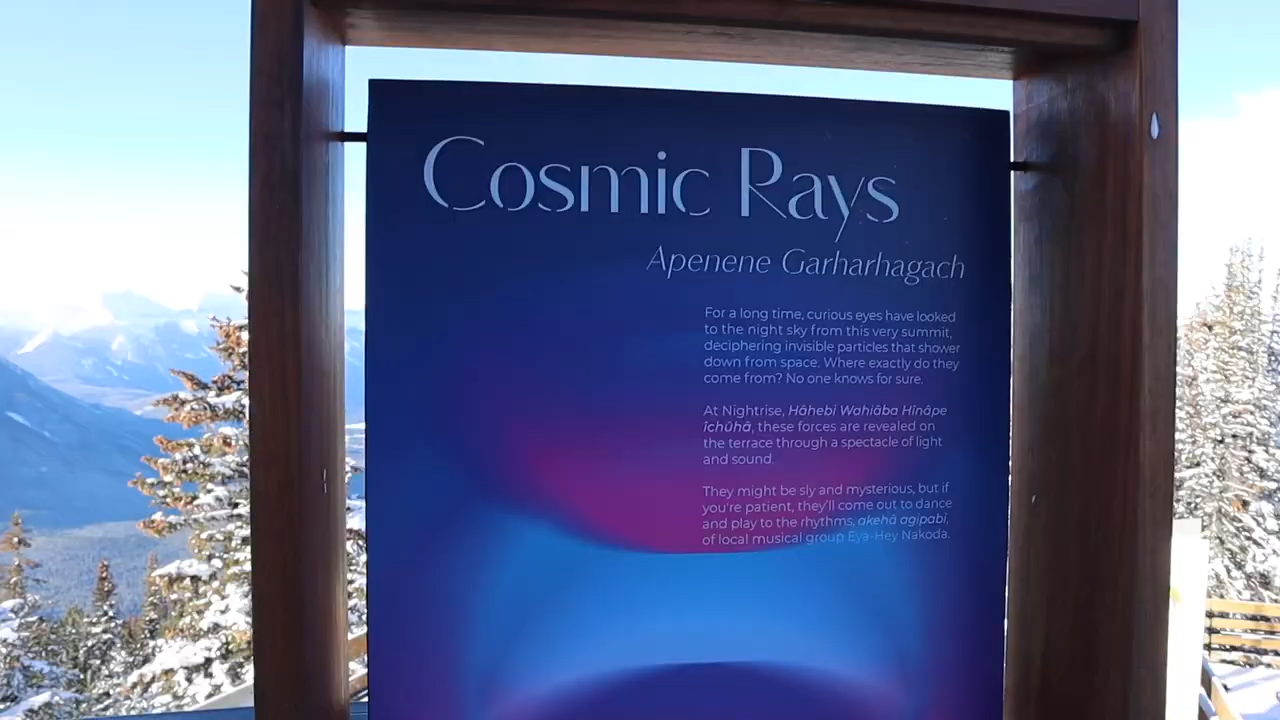 Cosmic Rays
Apenene Garharhagach
For a long time, curious eyes have looked
to the night sky from this very summit,
deciphering invisible particles that shower
down from space. Where exactly do they
come from? No one knows for sure.
At Nightrise, Hâhebi Wahiâba Hînâpe
îchûhâ, these forces are revealed on
the terrace through a spectacle of light
and sound.
They might be sly and mysterious, but if
you're patient, they'll come out to dance
and play to the rhythms, akehâ agipabi,
of local musical group Eya-Hey Nakoda.